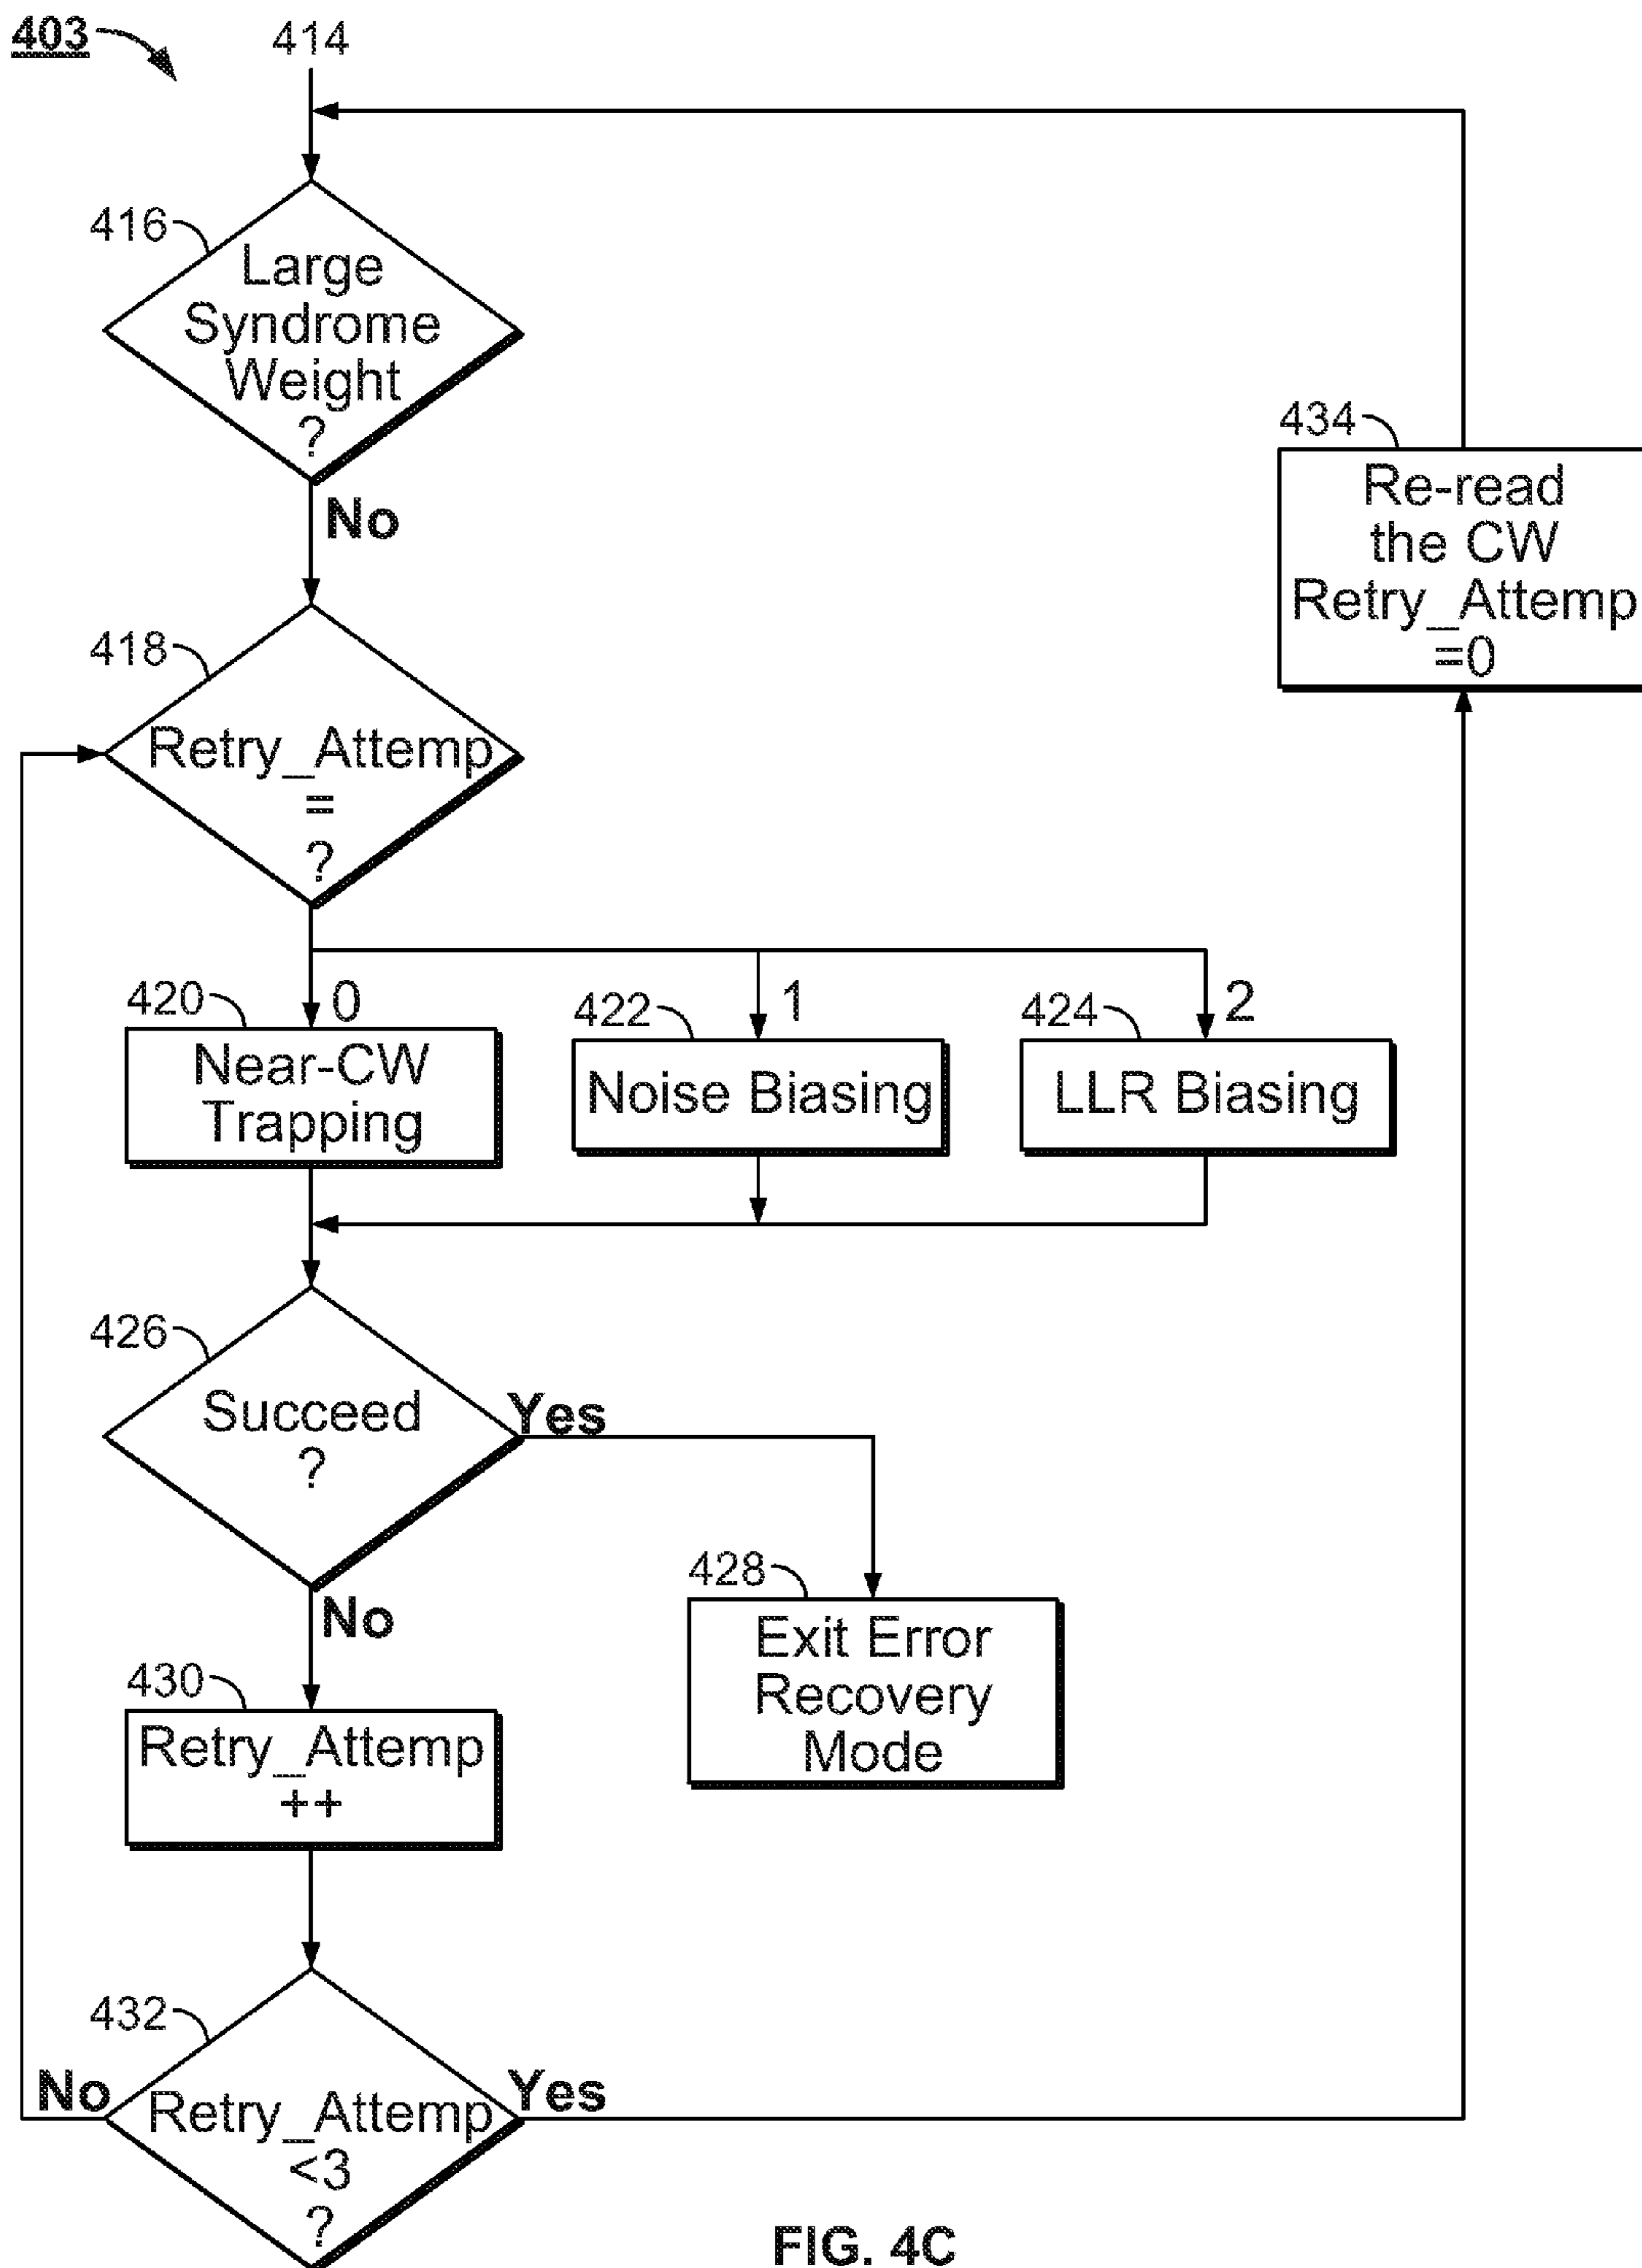 403
414
416
Large
Syndrome
Weight
?
No
434
Re-read
the CW
Retry_Attemp
=0
418
Retry_Attemp
=
?
420
0
Near-CW
Trapping
422
1
Noise Biasing
424
2
LLR Biasing
426
Succeed
?
Yes
No
428
Exit Error
Recovery
Mode
430
Retry_Attemp
++
432
No
Retry_Attemp
<3
?
Yes
FIG. 4C